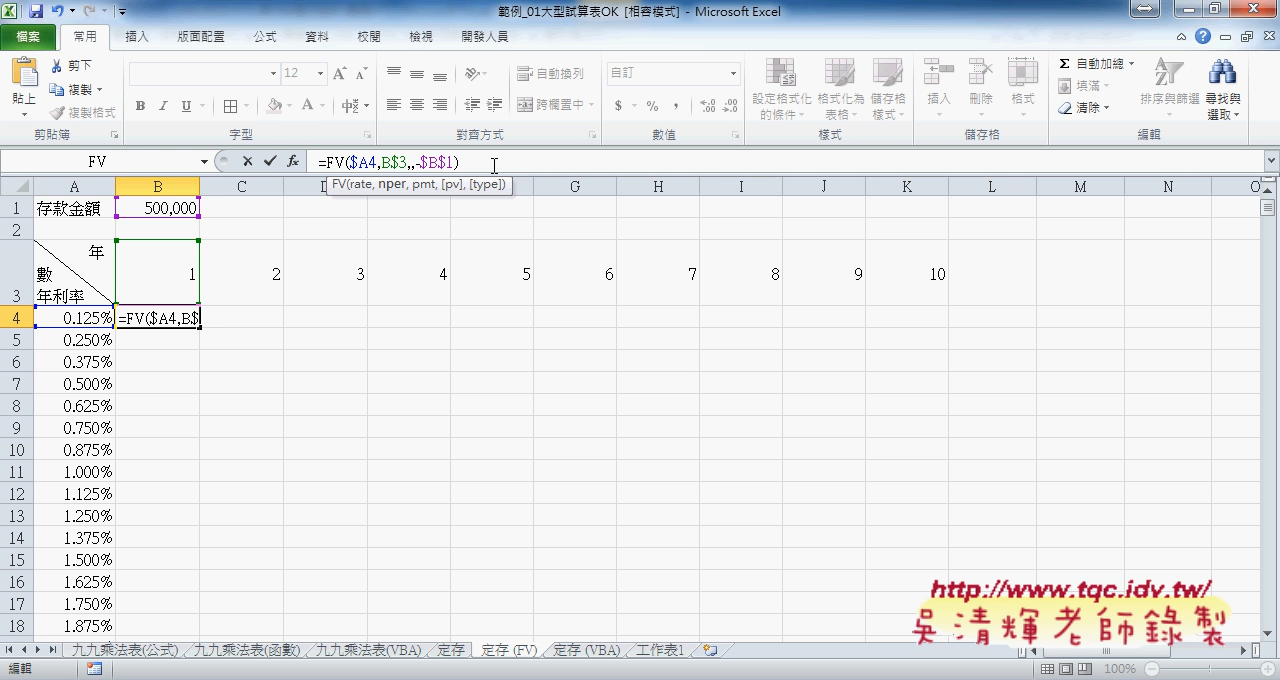 範例_01大型試算表OK [相容模式] - Microsoft Excel
檔案 常用 插入 版面配置 公式 資料 校閱 檢視 開發人員
貼上 剪下 複製 複製格式 剪貼簿
12 B I U A 中 字型
自動換列 跨欄置中 對齊方式
自訂 $ % , 數值
設定格式化的條件 格式化為表格 儲存格樣式 樣式
插入 刪除 格式 儲存格
Σ 自動加總 填滿 清除 排序與篩選 尋找與選取 編輯
FV fx =FV($A4,B$3,,-$B$1)
FV(rate, nper, pmt, [pv], [type])
A B C G H I J K L M N O
1 存款金額 500,000
2
3 年數 年利率 1 2 3 4 5 6 7 8 9 10
4 0.125% =FV($A4,B$
5 0.250%
6 0.375%
7 0.500%
8 0.625%
9 0.750%
10 0.875%
11 1.000%
12 1.125%
13 1.250%
14 1.375%
15 1.500%
16 1.625%
17 1.750%
18 1.875%
http://www.tqc.idv.tw/
吳清輝老師錄製
九九乘法表(公式) 九九乘法表(函數) 九九乘法表(VBA) 定存 定存 (FV) 定存 (VBA) 工作表1
編輯 100%